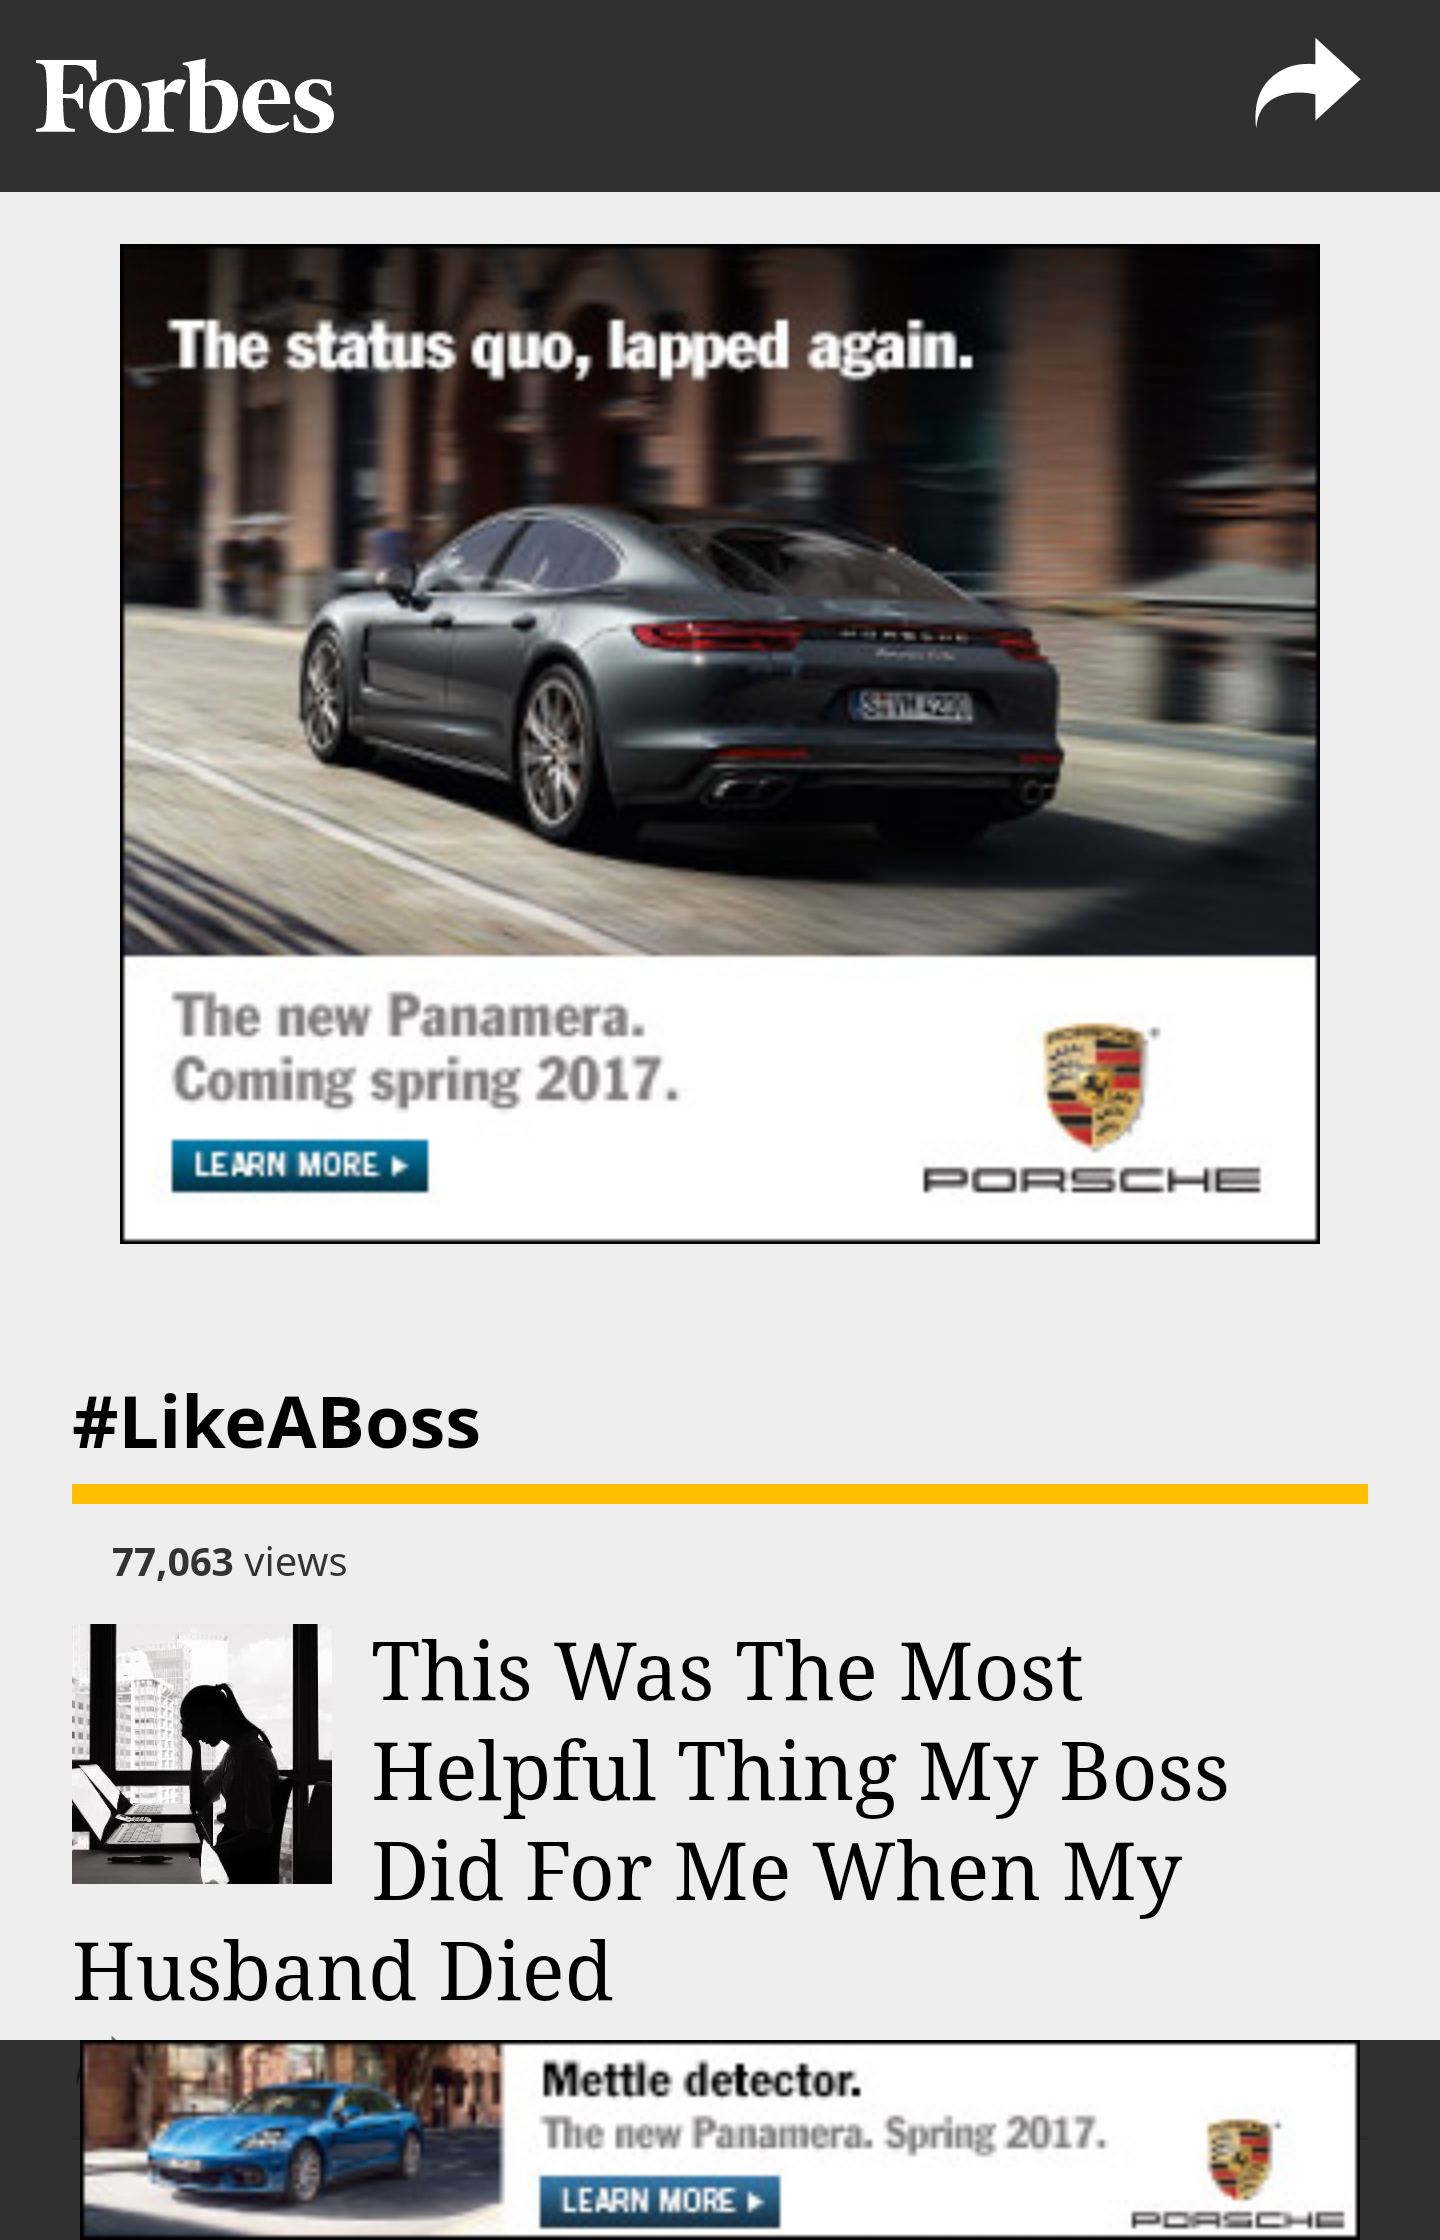 Forbes
The status quo, lapped again.
PORSCHE
The new Panamera.
Coming spring 2017.
LEARN MORE
PORSCHE
#LikeABoss
77,063 views
This Was The Most
Helpful Thing My Boss
Did For Me When My
Husband Died
Mettle detector.
The new Panamera. Spring 2017.
LEARN MORE
PORSCHE